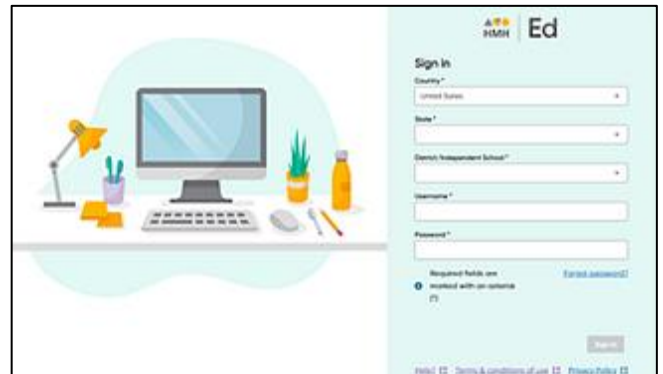 HMH | Ed
Sign in
Country *
United States
State *
District/Independent School *
Username *
Password *
Required fields are
marked with an asterisk
(*)
Forgot password?
Sign in
Help?
Terms & conditions of use
Privacy Policy